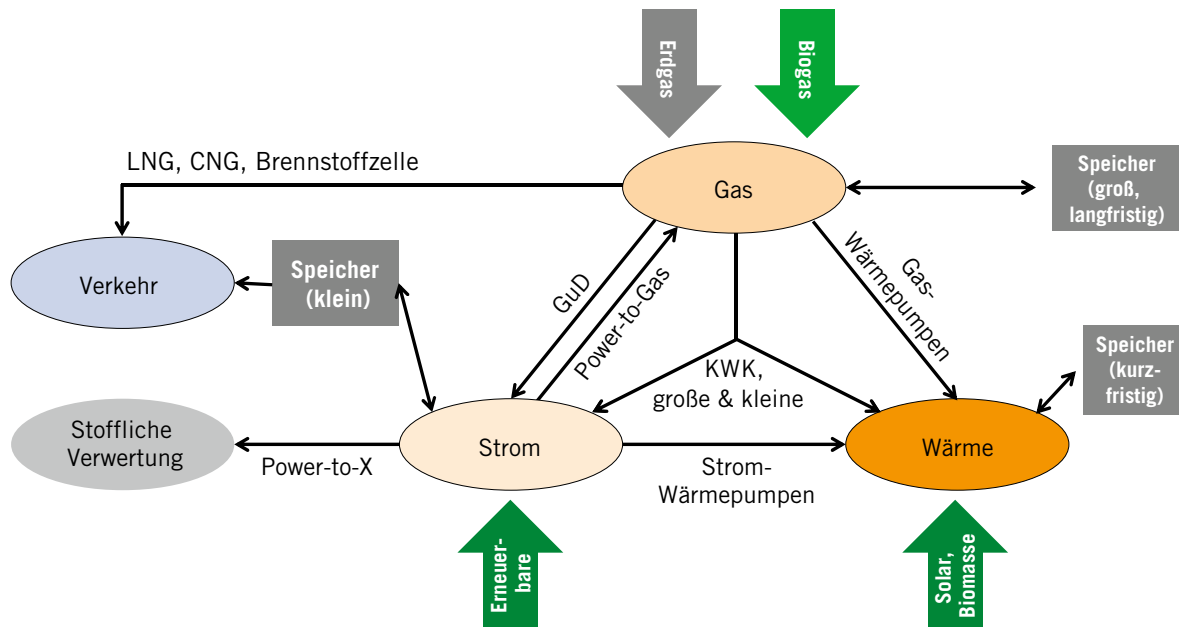 Erdgas
Biogas
LNG, CNG, Brennstoffzelle
Gas
Speicher
(groß,
langfristig)
Verkehr
Speicher
(klein)
GuD
Power-to-Gas
Gas-
Wärmepumpen
KWK,
große & kleine
Speicher
(kurz-
fristig)
Stoffliche
Verwertung
Power-to-X
Strom
Strom-
Wärmepumpen
Wärme
Erneuer-
bare
Solar,
Biomasse